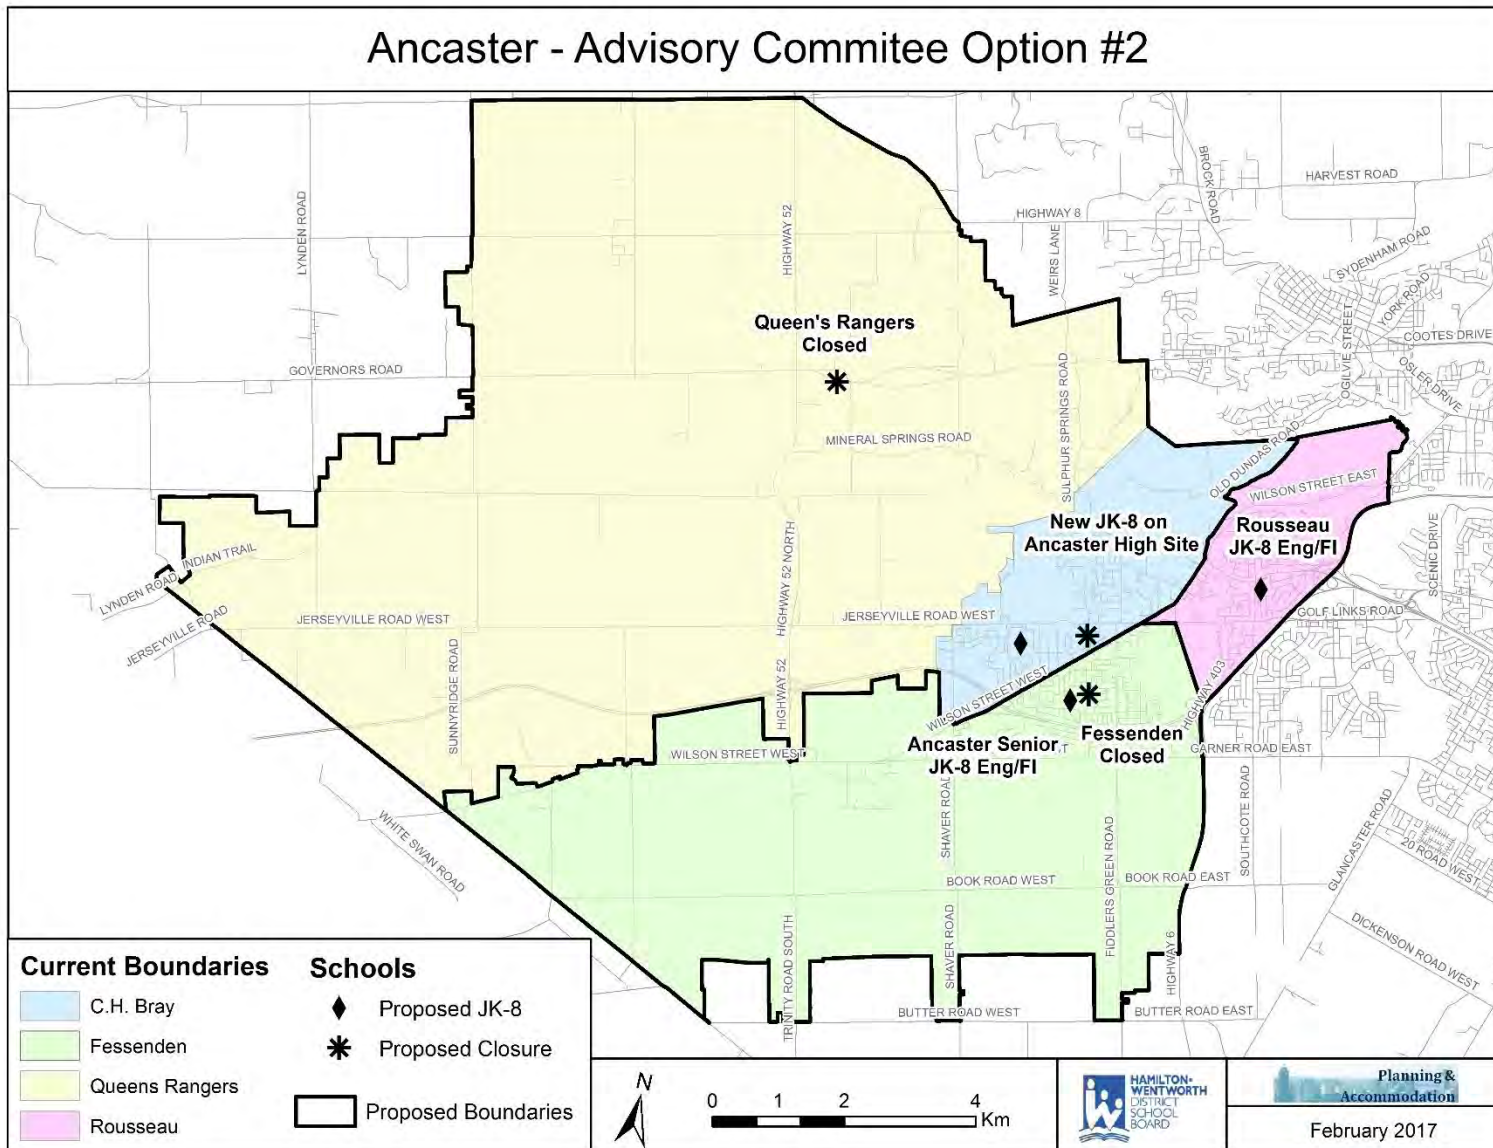 Ancaster - Advisory Commitee Option #2
HARVEST ROAD
BROCK ROAD
HIGHWAY 8
LYNDEN ROAD
HIGHWAY 52
WEIRS LANE
SYDENHAM ROAD
YORK ROAD
OGILVIE STREET
COOTES DRIVE
OSLER DRIVE
Queen's Rangers
Closed
GOVERNORS ROAD
SULPHUR SPRINGS ROAD
MINERAL SPRINGS ROAD
OLD DUNDAS ROAD
WILSON STREET EAST
New JK-8 on
Ancaster High Site
Rousseau
JK-8 Eng/FI
SCENIC DRIVE
INDIAN TRAIL
LYNDEN ROAD
JERSEYVILLE ROAD
HIGHWAY 52 NORTH
JERSEYVILLE ROAD WEST
JERSEYVILLE ROAD WEST
GOLF LINKS ROAD
SUNNYRIDGE ROAD
HIGHWAY 52
WILSON STREET WEST
HIGHWAY 403
Ancaster Senior
JK-8 Eng/FI
Fessenden
Closed
WILSON STREET WEST
GARNER ROAD EAST
WHITE SWAN ROAD
SHAVER ROAD
FIDDLERS GREEN ROAD
SOUTHCOTE ROAD
GLANCASTER ROAD
20 ROAD WEST
BOOK ROAD WEST
BOOK ROAD EAST
TRINITY ROAD SOUTH
SHAVER ROAD
HIGHWAY 6
DICKENSON ROAD WEST
BUTTER ROAD WEST
BUTTER ROAD EAST
Current Boundaries
C.H. Bray
Fessenden
Queens Rangers
Rousseau
Schools
Proposed JK-8
Proposed Closure
Proposed Boundaries
N
0 1 2 4
Km
HAMILTON-
WENTWORTH
DISTRICT
SCHOOL
BOARD
Planning &
Accommodation
February 2017